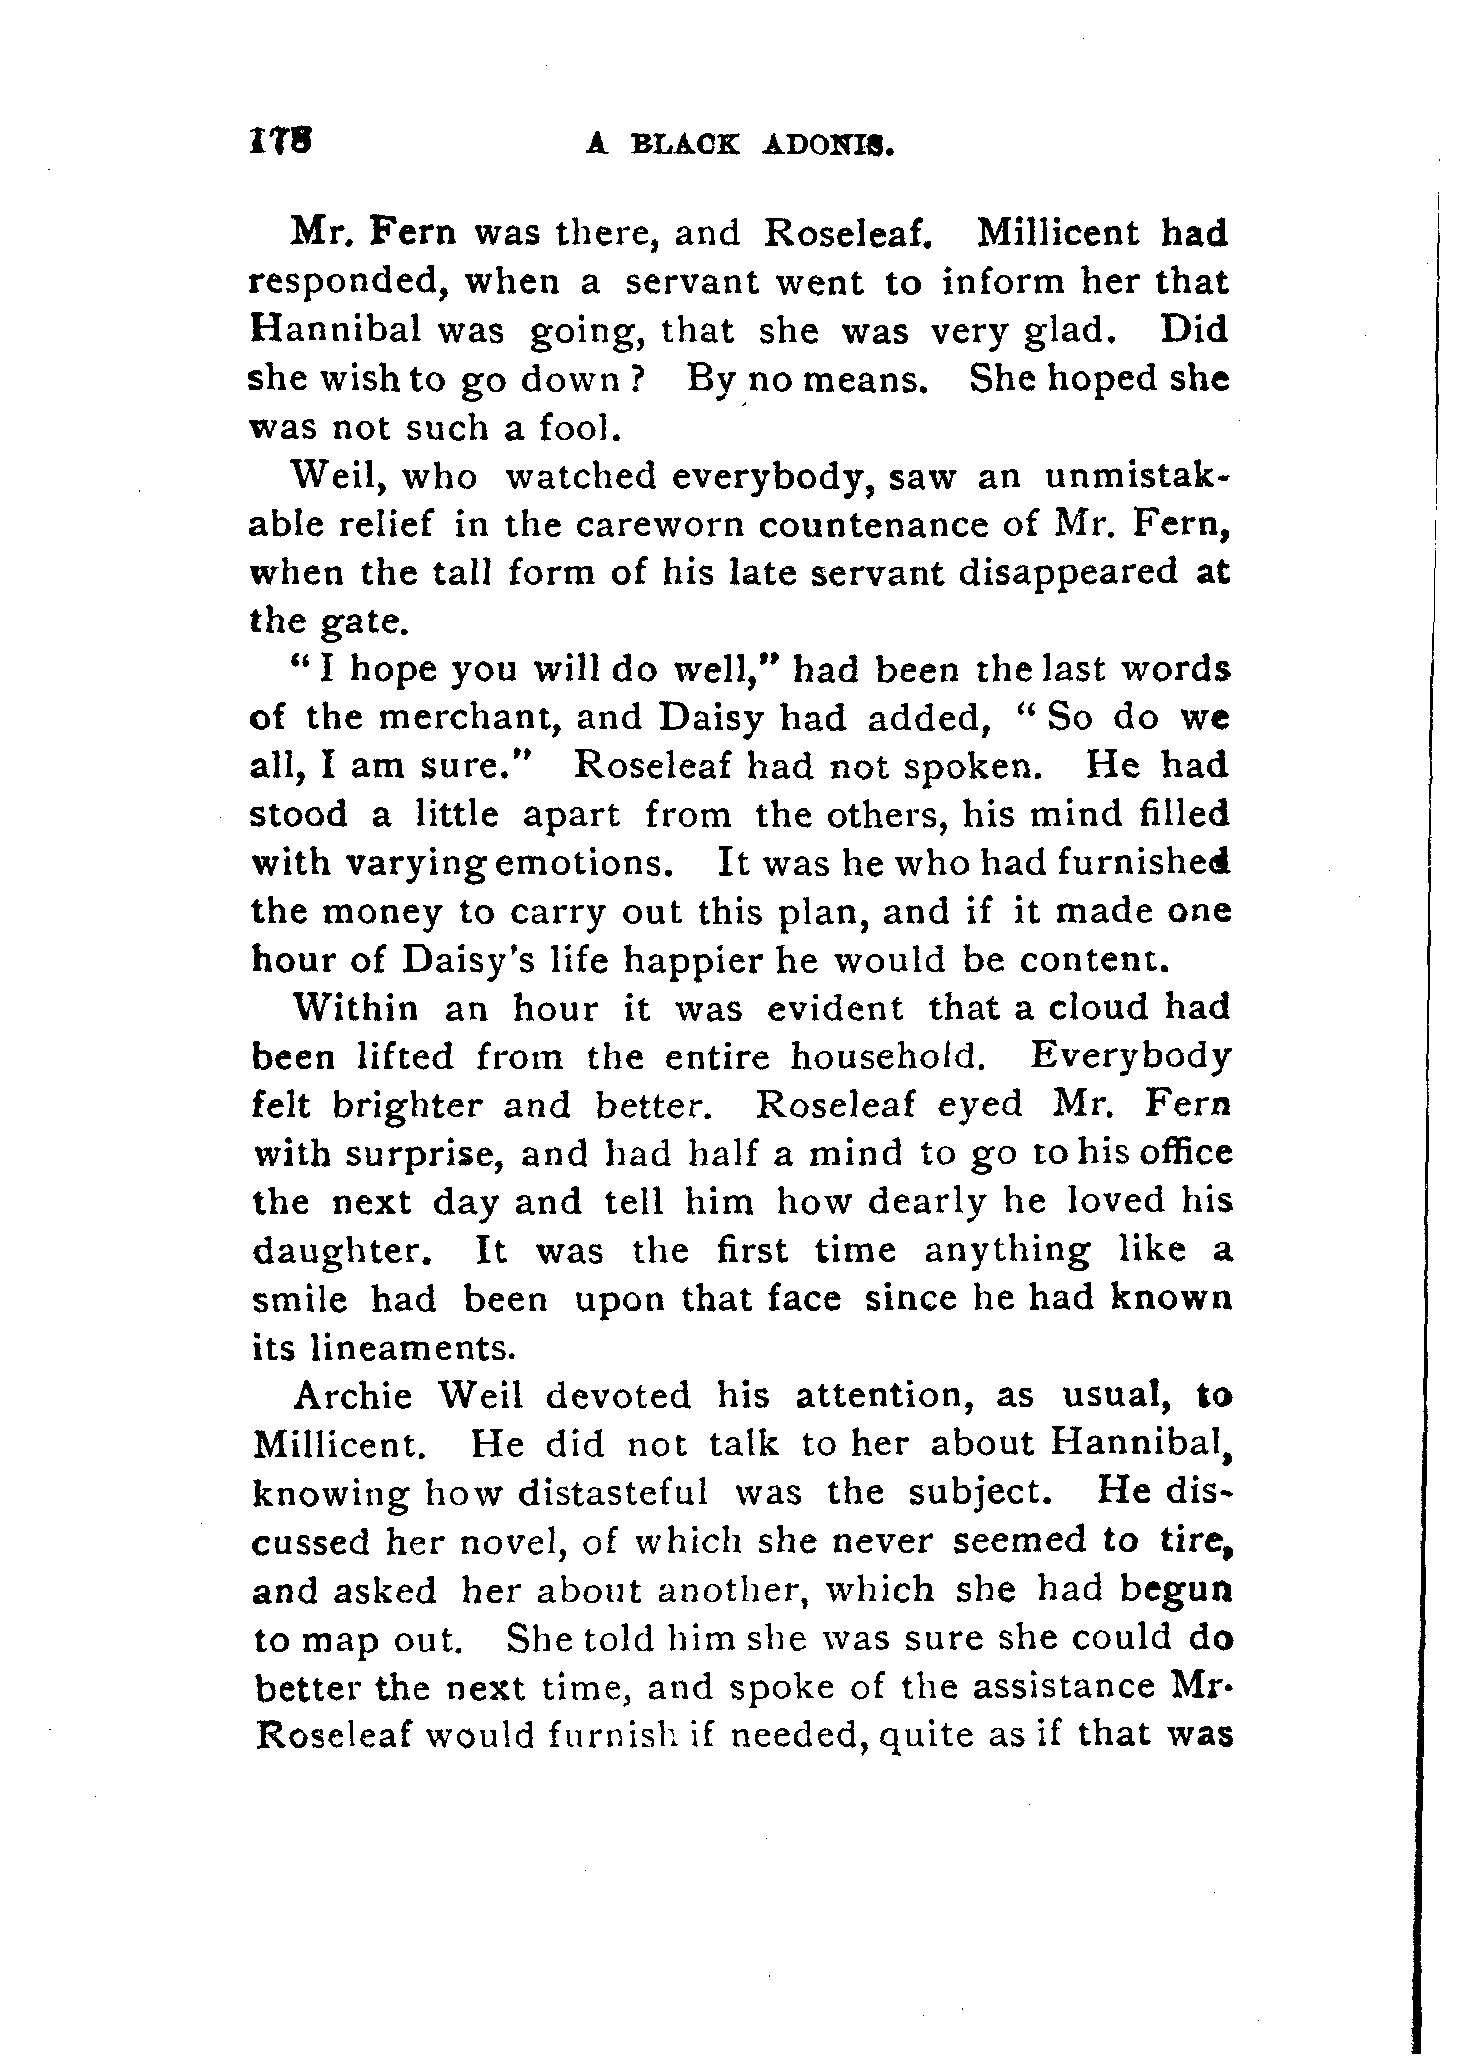 178 A BLACK ADONIS.
Mr. Fern was there, and Roseleaf. Millicent had
responded, when a servant went to inform her that
Hannibal was going, that she was very glad. Did
she wish to go down ? By no means. She hoped she
was not such a fool.
Weil, who watched everybody, saw an unmistak-
able relief in the careworn countenance of Mr. Fern,
when the tall form of his late servant disappeared at
the gate.
“ I hope you will do well,” had been the last words
of the merchant, and Daisy had added, “ So do we
all, I am sure.” Roseleaf had not spoken. He had
stood a little apart from the others, his mind filled
with varying emotions. It was he who had furnished
the money to carry out this plan, and if it made one
hour of Daisy's life happier he would be content.
Within an hour it was evident that a cloud had
been lifted from the entire household. Everybody
felt brighter and better. Roseleaf eyed Mr. Fern
with surprise, and had half a mind to go to his office
the next day and tell him how dearly he loved his
daughter. It was the first time anything like a
smile had been upon that face since he had known
its lineaments.
Archie Weil devoted his attention, as usual, to
Millicent. He did not talk to her about Hannibal,
knowing how distasteful was the subject. He dis-
cussed her novel, of which she never seemed to tire,
and asked her about another, which she had begun
to map out. She told him she was sure she could do
better the next time, and spoke of the assistance Mr.
Roseleaf would furnish if needed, quite as if that was